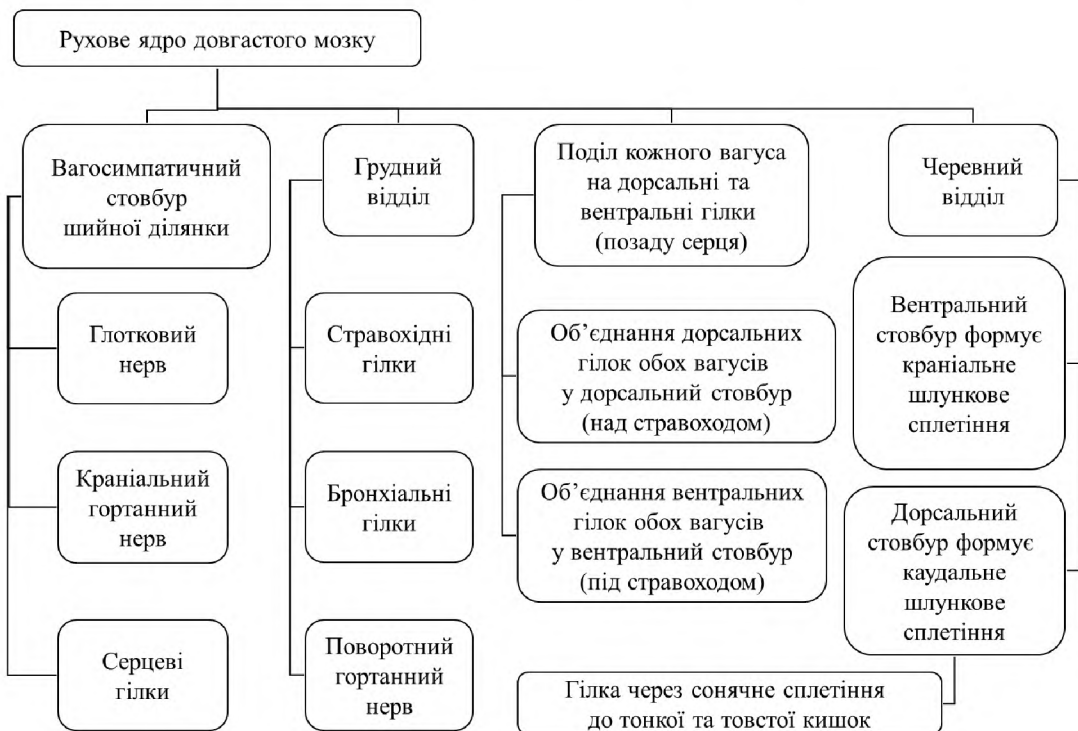 Рухове ядро довгастого мозку
Вагосимпатичний
стовбур
шийної ділянки
Глотковий
нерв
Краніальний
гортанний
нерв
Серцеві
гілки
Грудний
відділ
Стравохідні
гілки
Бронхіальні
гілки
Поворотний
гортанний
нерв
Поділ кожного вагуса
на дорсальні та
вентральні гілки
(позаду серця)
Об’єднання дорсальних
гілок обох вагусів
у дорсальний стовбур
(над стравоходом)
Об’єднання вентральних
гілок обох вагусів
у вентральний стовбур
(під стравоходом)
Черевний
відділ
Вентральний
стовбур формує
краніальне
шлункове
сплетіння
Дорсальний
стовбур формує
каудальне
шлункове
сплетіння
Гілка через сонячне сплетіння
до тонкої та товстої кишок